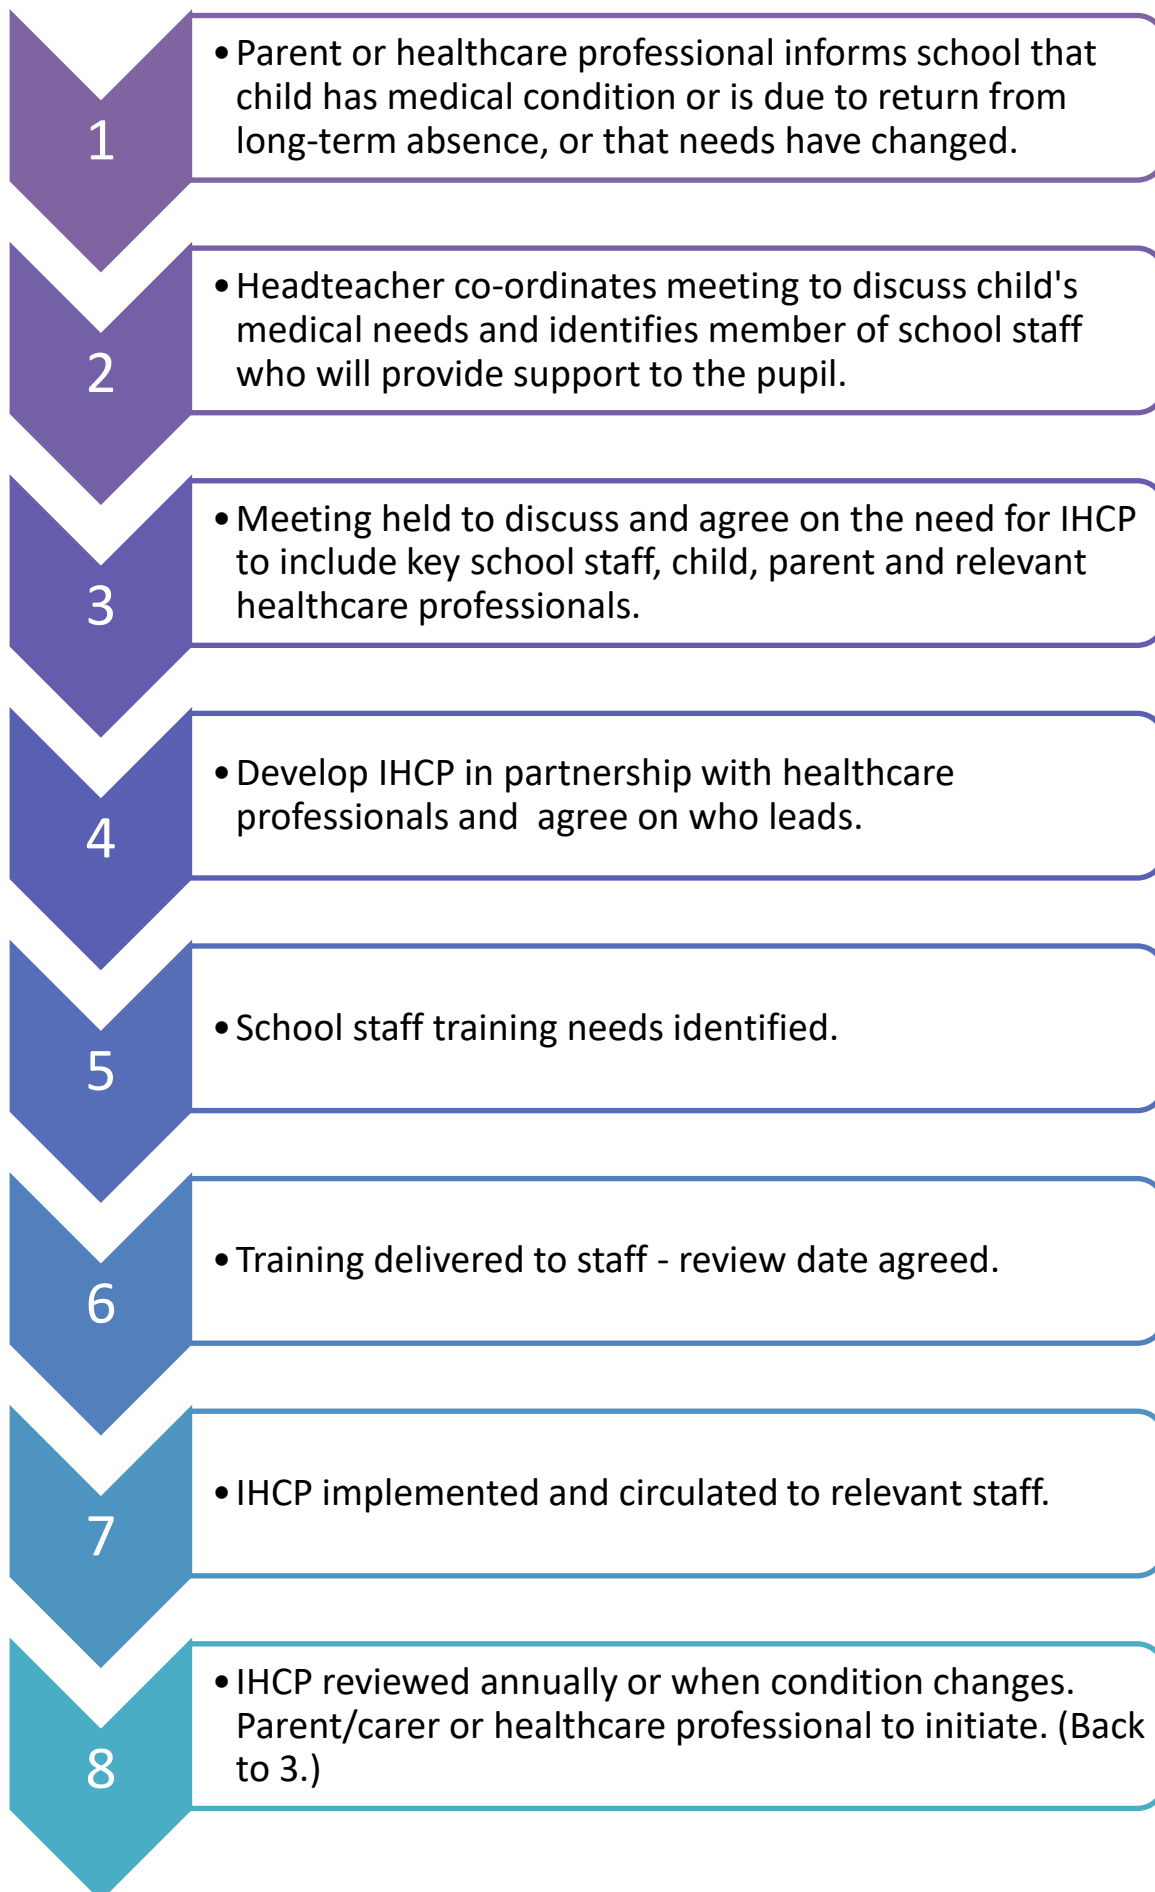 1
• Parent or healthcare professional informs school that
child has medical condition or is due to return from
long-term absence, or that needs have changed.
2
• Headteacher co-ordinates meeting to discuss child's
medical needs and identifies member of school staff
who will provide support to the pupil.
3
• Meeting held to discuss and agree on the need for IHCP
to include key school staff, child, parent and relevant
healthcare professionals.
4
• Develop IHCP in partnership with healthcare
professionals and  agree on who leads.
5
• School staff training needs identified.
6
• Training delivered to staff - review date agreed.
7
• IHCP implemented and circulated to relevant staff.
8
• IHCP reviewed annually or when condition changes.
Parent/carer or healthcare professional to initiate. (Back
to 3.)